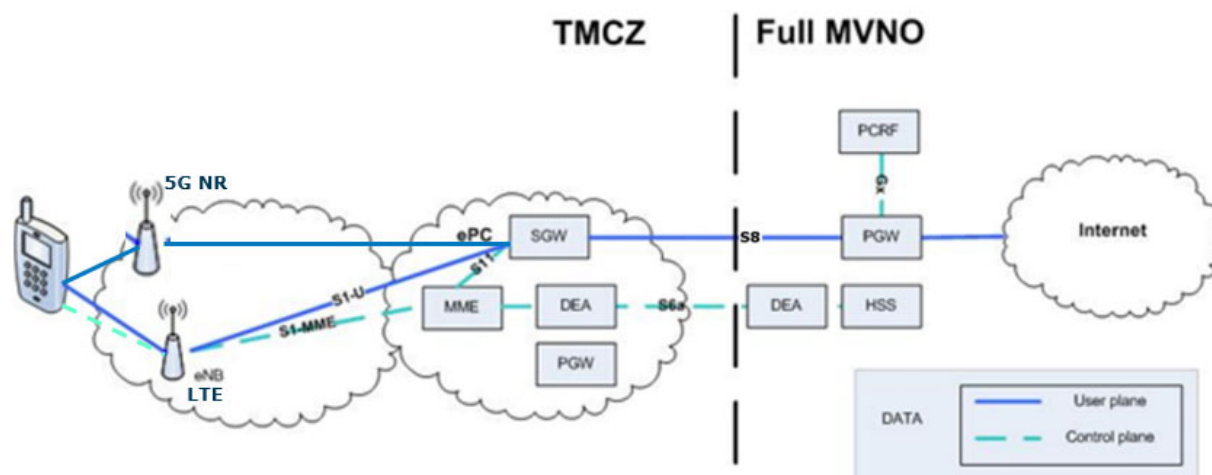 TMCZ
Full MVNO
PCRF
Gx
5G NR
ePC
SGW
S8
PGW
Internet
S11
S1-U
MME
DEA
S6a
DEA
HSS
S1-MME
PGW
eNB
LTE
DATA
User plane
Control plane